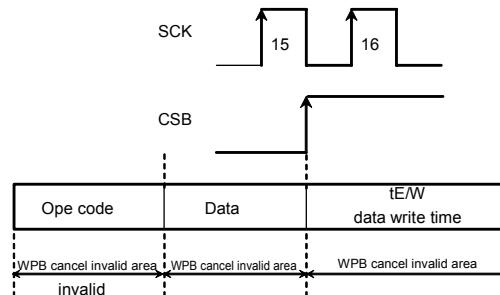 SCK
15
16
CSB
Ope code
Data
tE/W
data write time
WPB cancel invalid area
WPB cancel invalid area
WPB cancel invalid area
invalid